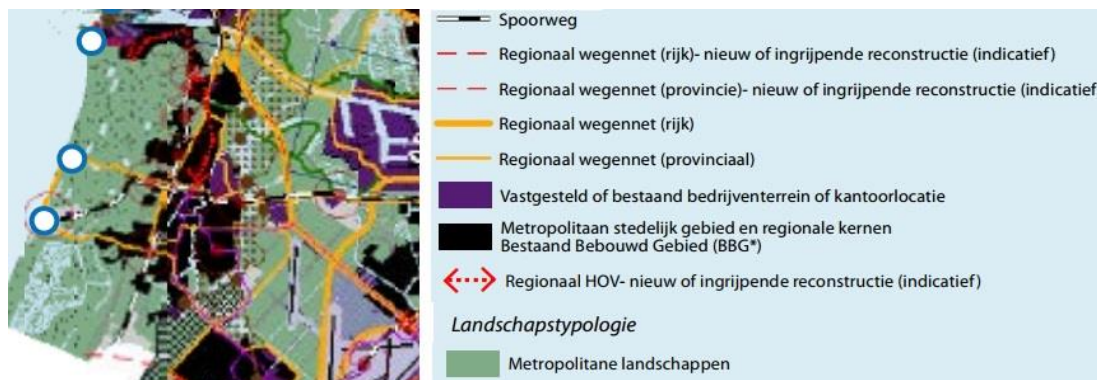 Spoorweg
Regionaal wegennet (rijk)- nieuw of ingrijpende reconstructie (indicatief)
Regionaal wegennet (provincie)- nieuw of ingrijpende reconstructie (indicatief
Regionaal wegennet (rijk)
Regionaal wegennet (provinciaal)
Vastgesteld of bestaand bedrijventerrein of kantoorlocatie
Metropolitaan stedelijk gebied en regionale kernen
Bestaand Bebouwd Gebied (BBG*)
Regionaal HOV- nieuw of ingrijpende reconstructie (indicatief)
Landschapstypologie
Metropolitane landschappen